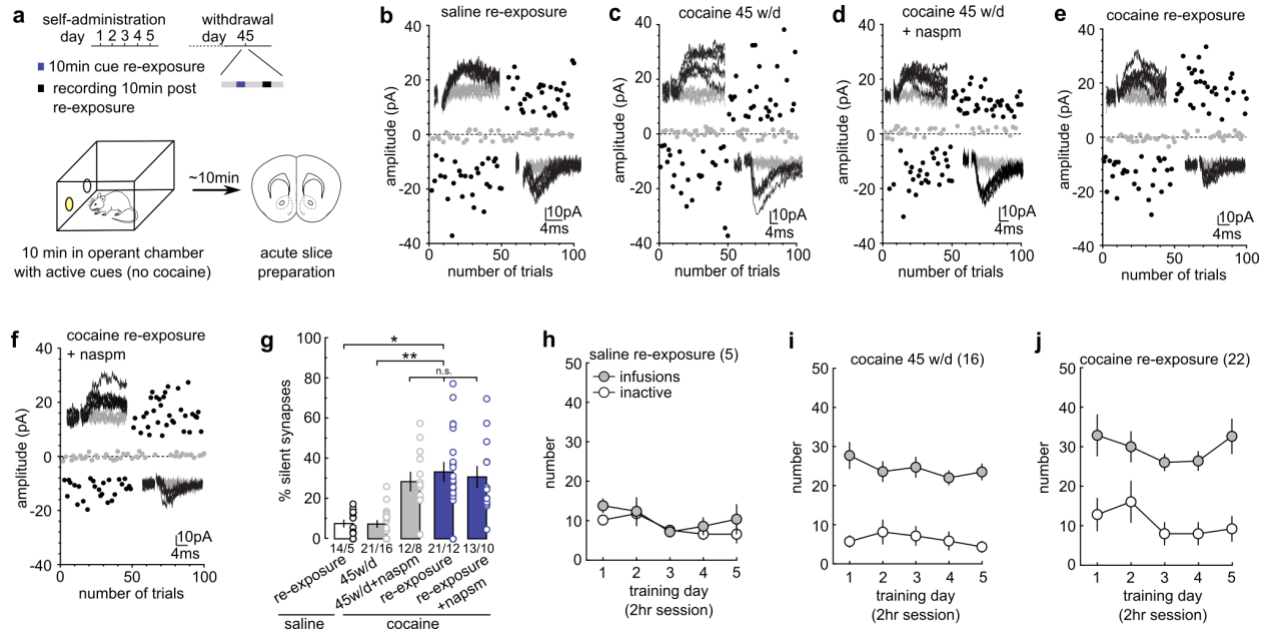 a
self-administration
day 1 2 3 4 5
withdrawal
day 45
10min cue re-exposure
recording 10min post
re-exposure
~10min
10 min in operant chamber
with active cues (no cocaine)
acute slice
preparation
b
saline re-exposure
amplitude (pA)
40
20
0
-20
-40
10pA
4ms
0 50 100
number of trials
c
cocaine 45 w/d
amplitude (pA)
40
20
0
-20
-40
10pA
4ms
0 50 100
number of trials
d
cocaine 45 w/d
+ naspm
amplitude (pA)
40
20
0
-20
-40
10pA
4ms
0 50 100
number of trials
e
cocaine re-exposure
amplitude (pA)
40
20
0
-20
-40
10pA
4ms
0 50 100
number of trials
f
cocaine re-exposure
+ naspm
amplitude (pA)
40
20
0
-20
-40
10pA
4ms
0 50 100
number of trials
g
% silent synapses
100
80
60
40
20
0
*
**
n.s.
14/5 21/16 12/8 21/12 13/10
re-exposure
45w/d
45w/d+naspm
re-exposure
re-exposure
+napsm
saline
cocaine
h
saline re-exposure (5)
infusions
inactive
number
50
40
30
20
10
0
1 2 3 4 5
training day
(2hr session)
i
cocaine 45 w/d (16)
number
50
40
30
20
10
0
1 2 3 4 5
training day
(2hr session)
j
cocaine re-exposure (22)
number
50
40
30
20
10
0
1 2 3 4 5
training day
(2hr session)